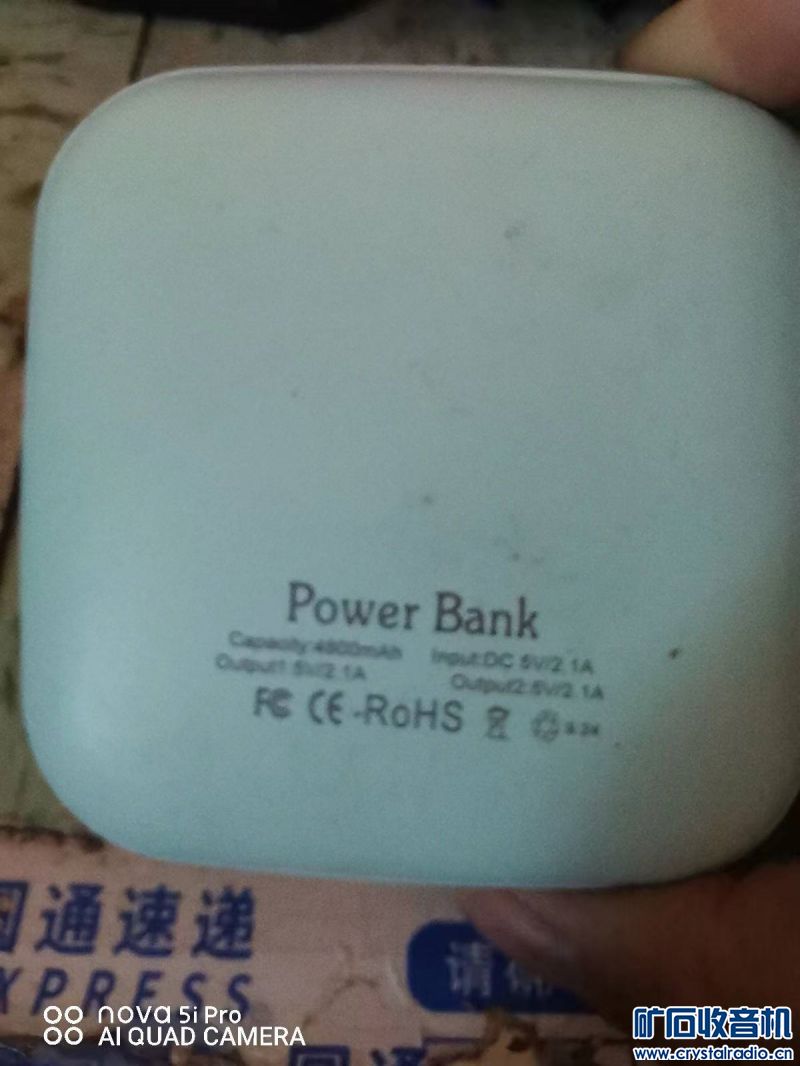 Power Bank
Capacity:4800mAh Input:DC 5V/2.1A
Output1:5V/2.1A Output2:5V/2.1A
FC CE -RoHS
通速递
XPRESS
请
nova 5i Pro
AI QUAD CAMERA
矿石收音机
www.crystalradio.cn